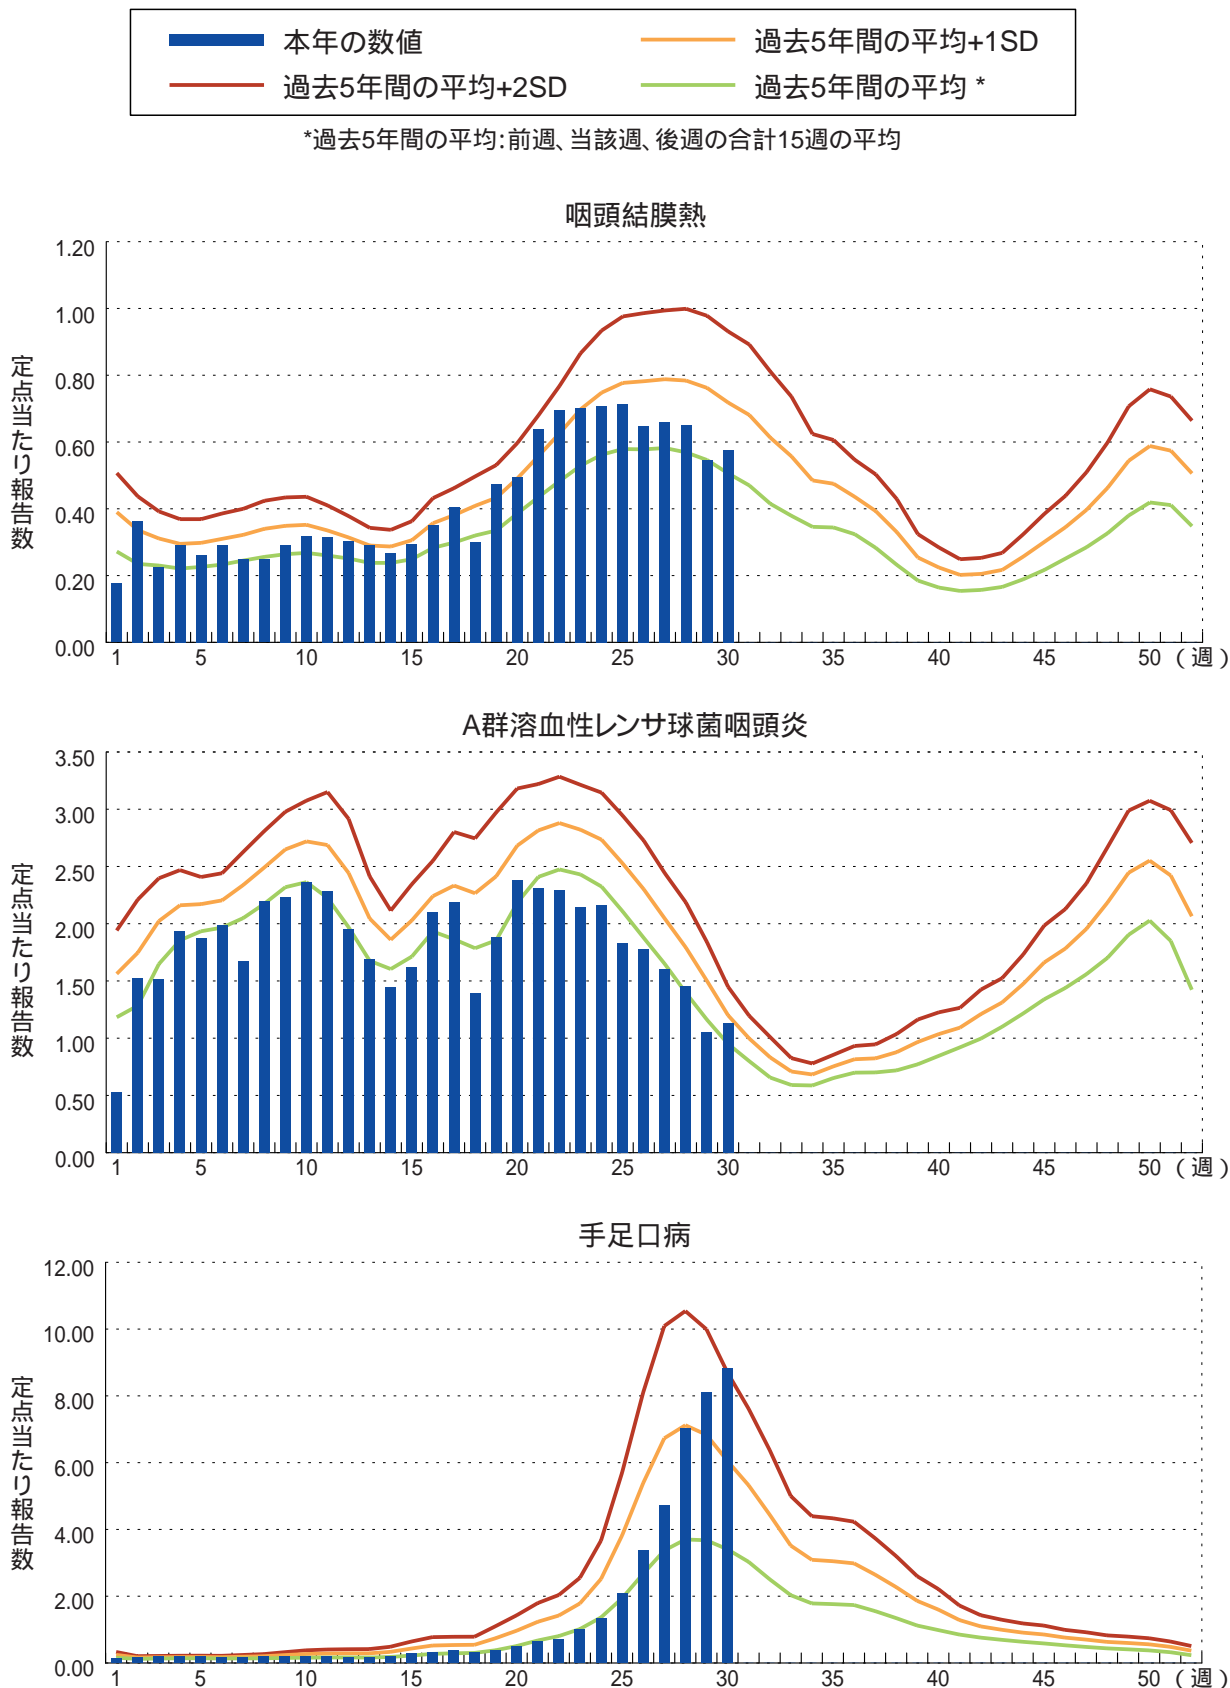 本年の数値
過去5年間の平均+1SD
過去5年間の平均+2SD
過去5年間の平均 *
*過去5年間の平均:前週、当該週、後週の合計15週の平均
咽頭結膜熱
定点当たり報告数
1.20
1.00
0.80
0.60
0.40
0.20
0.00
1 5 10 15 20 25 30 35 40 45 50 (週)
A群溶血性レンサ球菌咽頭炎
定点当たり報告数
3.50
3.00
2.50
2.00
1.50
1.00
0.50
0.00
1 5 10 15 20 25 30 35 40 45 50 (週)
手足口病
定点当たり報告数
12.00
10.00
8.00
6.00
4.00
2.00
0.00
1 5 10 15 20 25 30 35 40 45 50 (週)